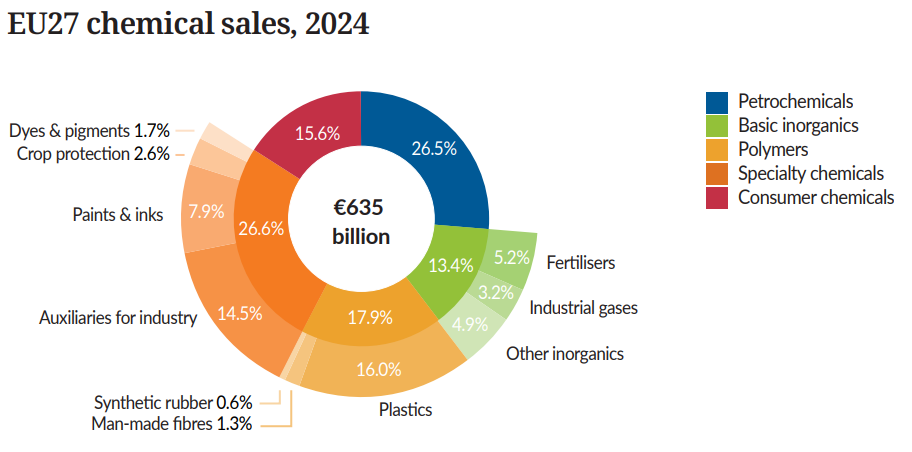 EU27 chemical sales, 2024
Petrochemicals
Basic inorganics
Polymers
Specialty chemicals
Consumer chemicals
Dyes & pigments 1.7%
Crop protection 2.6%
Paints & inks
7.9%
Auxiliaries for industry
14.5%
Synthetic rubber 0.6%
Man-made fibres 1.3%
15.6%
26.5%
€635
billion
26.6%
13.4%
17.9%
5.2%
Fertilisers
3.2%
Industrial gases
4.9%
Other inorganics
16.0%
Plastics